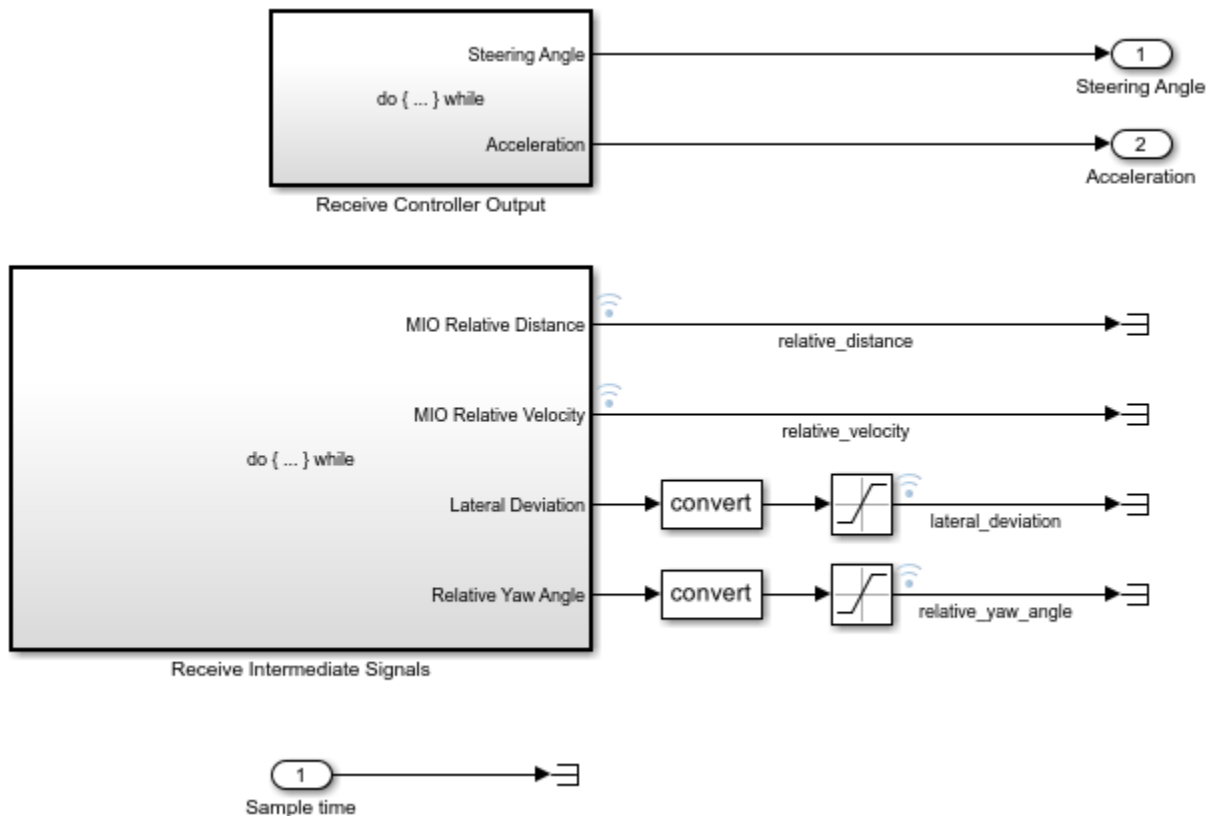 Steering Angle
1
Steering Angle
do { ... } while
Acceleration
2
Acceleration
Receive Controller Output
MIO Relative Distance
relative_distance
MIO Relative Velocity
relative_velocity
do { ... } while
Lateral Deviation
convert
lateral_deviation
Relative Yaw Angle
convert
relative_yaw_angle
Receive Intermediate Signals
1
Sample time